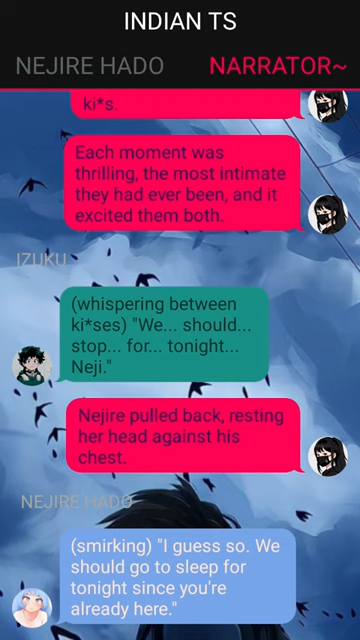 INDIAN TS
NEJIRE HADO NARRATOR~
ki*s.
Each moment was
thrilling, the most intimate
they had ever been, and it
excited them both.
IZUKU
(whispering between
ki*ses) "We... should...
stop... for... tonight...
Neji."
Nejire pulled back, resting
her head against his
chest.
NEJIRE HADO
(smirking) "I guess so. We
should go to sleep for
tonight since you're
already here."